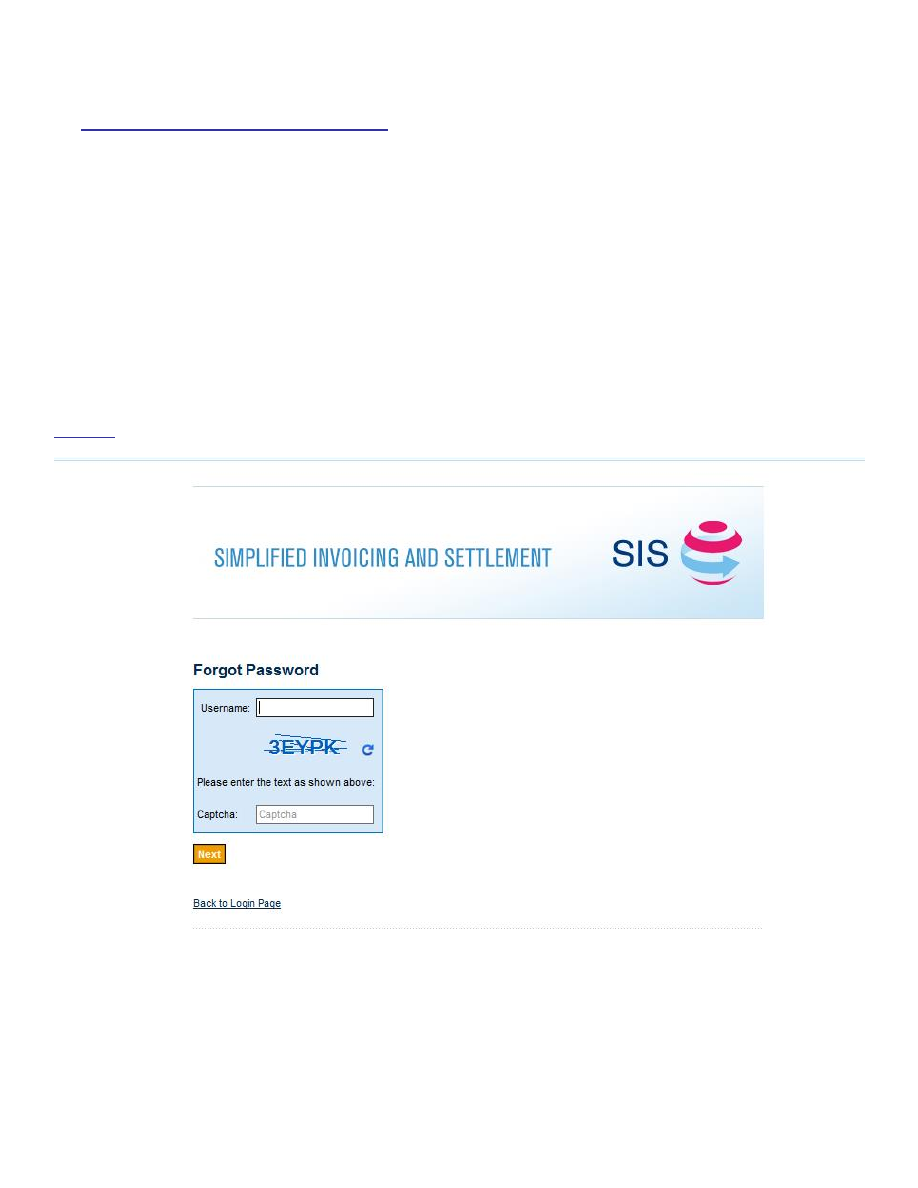 SIMPLIFIED INVOICING AND SETTLEMENT
SIS
Forgot Password
Username:
3EYPK
Please enter the text as shown above:
Captcha: Captcha
Next
Back to Login Page